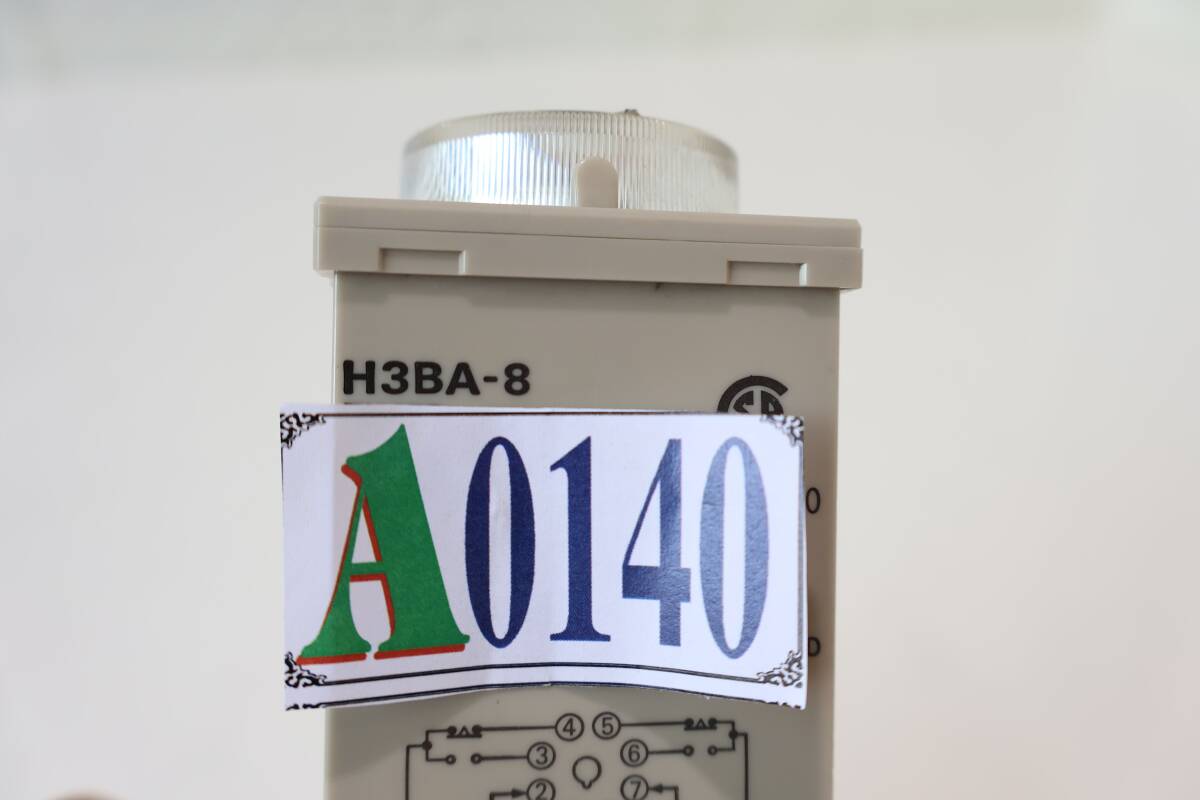 H3BA-8
A0140
④ ⑤
③ ⑥
② ⑦